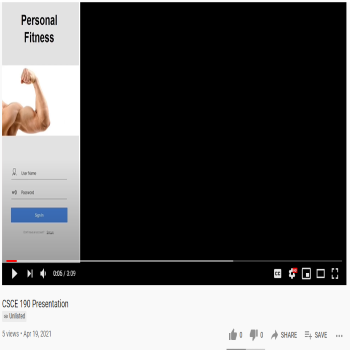 Personal
Fitness
User Name
Password
Sign In
0:05 / 3:09
CC
CSCE 190 Presentation
Unlisted
5 views • Apr 19, 2021
0
0
SHARE
SAVE